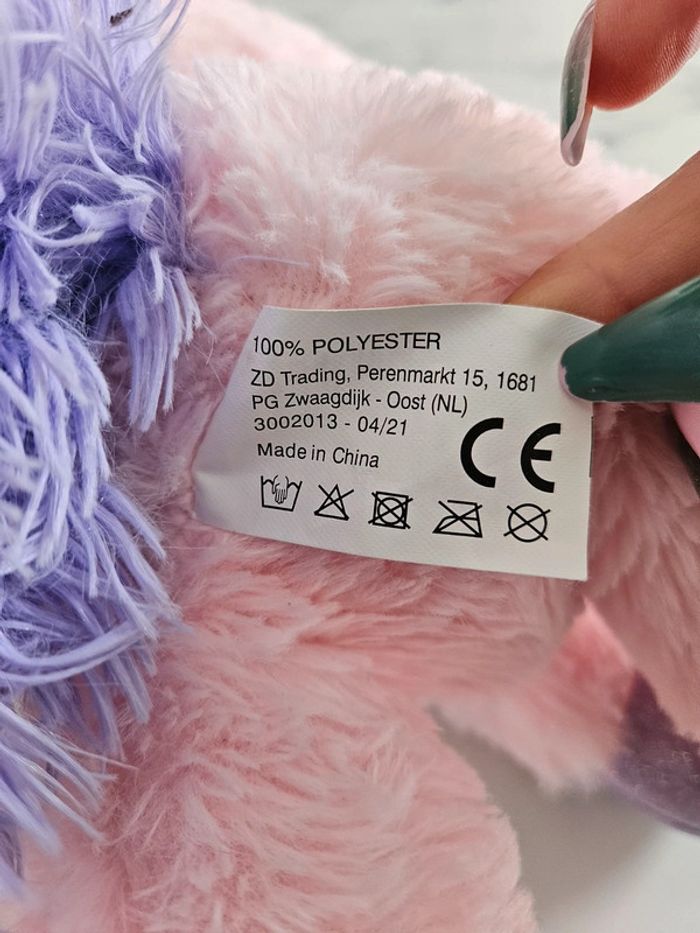 100% POLYESTER
ZD Trading, Perenmarkt 15, 1681
PG Zwaagdijk - Oost (NL)
3002013 - 04/21
Made in China
CE